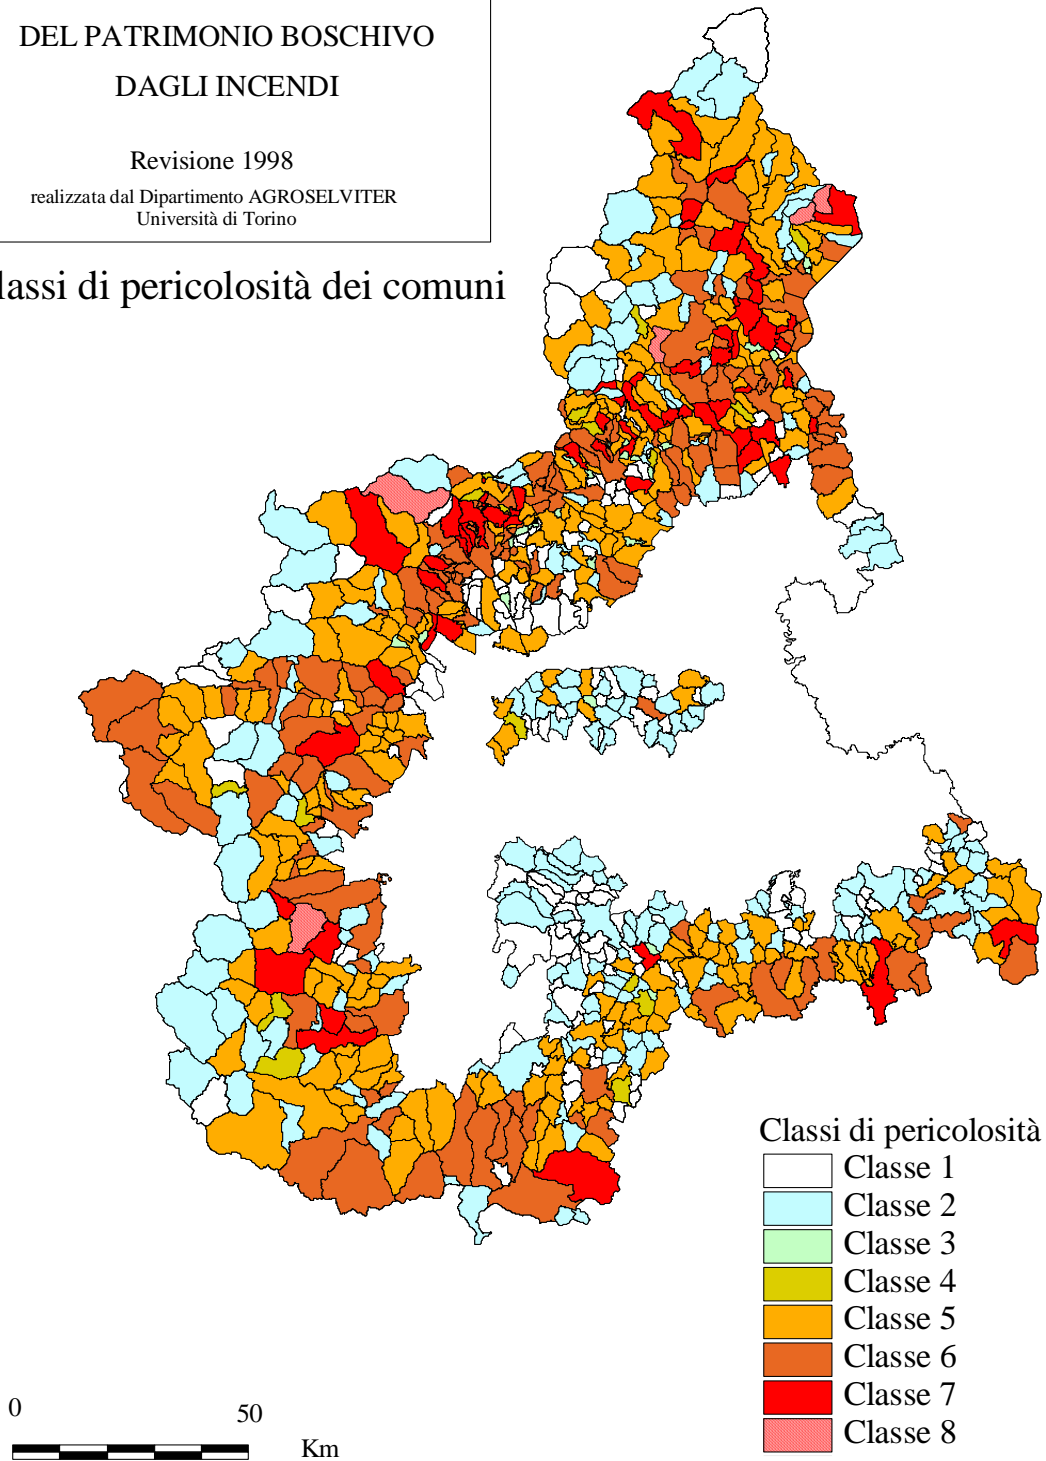 DEL PATRIMONIO BOSCHIVO
DAGLI INCENDI
Revisione 1998
realizzata dal Dipartimento AGROSELVITER
Università di Torino
lassi di pericolosità dei comuni
Classi di pericolosità
Classe 1
Classe 2
Classe 3
Classe 4
Classe 5
Classe 6
Classe 7
Classe 8
0 50
Km